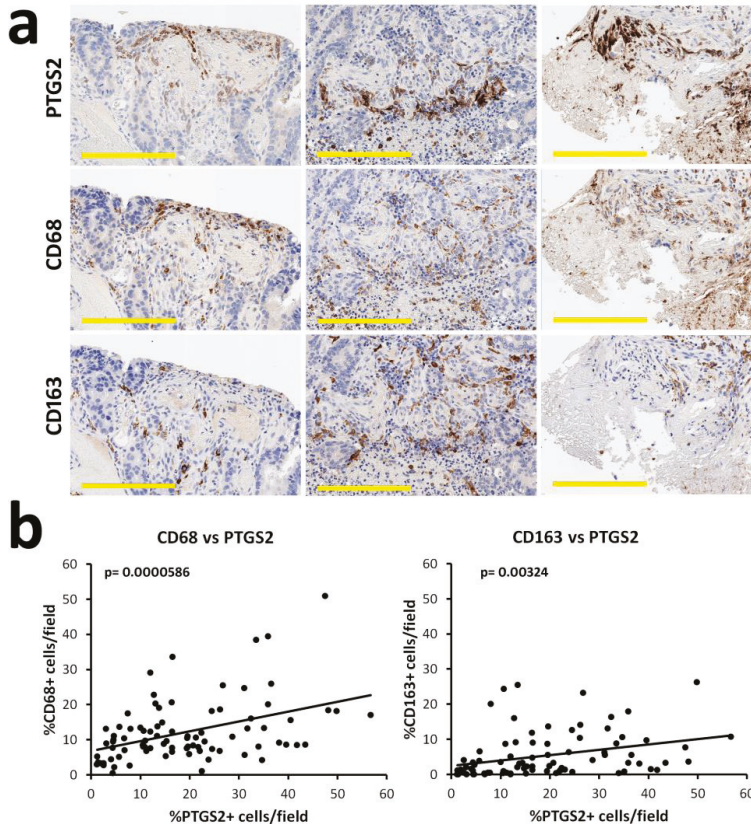 a
PTGS2
CD68
CD163
b
CD68 vs PTGS2
p= 0.0000586
%CD68+ cells/field
60
50
40
30
20
10
0
0 10 20 30 40 50 60
%PTGS2+ cells/field
CD163 vs PTGS2
p= 0.00324
%CD163+ cells/field
60
50
40
30
20
10
0
0 10 20 30 40 50 60
%PTGS2+ cells/field